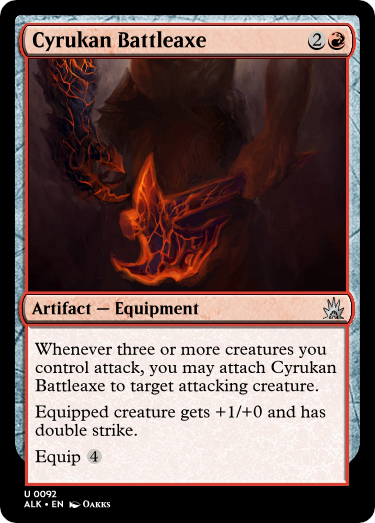 Cyrukan Battleaxe 2
Artifact — Equipment
Whenever three or more creatures you
control attack, you may attach Cyrukan
Battleaxe to target attacking creature.
Equipped creature gets +1/+0 and has
double strike.
Equip 4
U 0092
ALK • EN Oakks